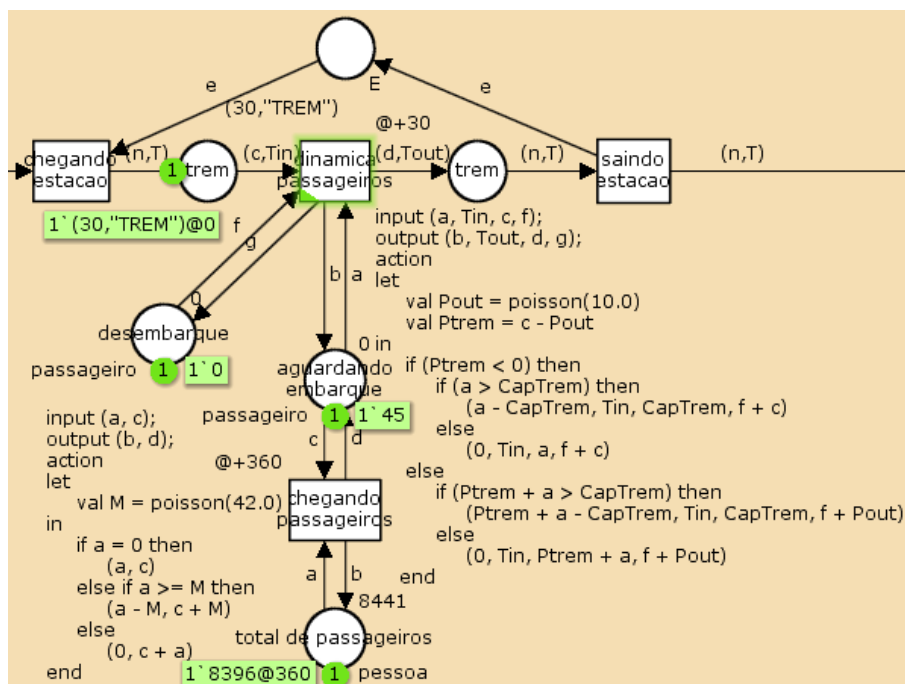 e
E
e
(30,"TREM")
@+30
chegando
estacao
(n,T)
1
trem
(c,Tin)
dinamica
passageiros
(d,Tout)
trem
(n,T)
saindo
estacao
(n,T)
1`(30,"TREM")@0
f
g
input (a, Tin, c, f);
output (b, Tout, d, g);
action
let
val Pout = poisson(10.0)
val Ptrem = c - Pout
in
if (Ptrem < 0) then
if (a > CapTrem) then
(a - CapTrem, Tin, CapTrem, f + c)
else
(0, Tin, a, f + c)
else
if (Ptrem + a > CapTrem) then
(Ptrem + a - CapTrem, Tin, CapTrem, f + Pout)
else
(0, Tin, Ptrem + a, f + Pout)
end
b
a
0
desembarque
passageiro
1
1`0
0
aguardando
embarque
passageiro
1
1`45
input (a, c);
output (b, d);
action
let
val M = poisson(42.0)
in
if a = 0 then
(a, c)
else if a >= M then
(a - M, c + M)
else
(0, c + a)
end
c
d
@+360
chegando
passageiros
a
b
8441
total de passageiros
1`8396@360
1
pessoa